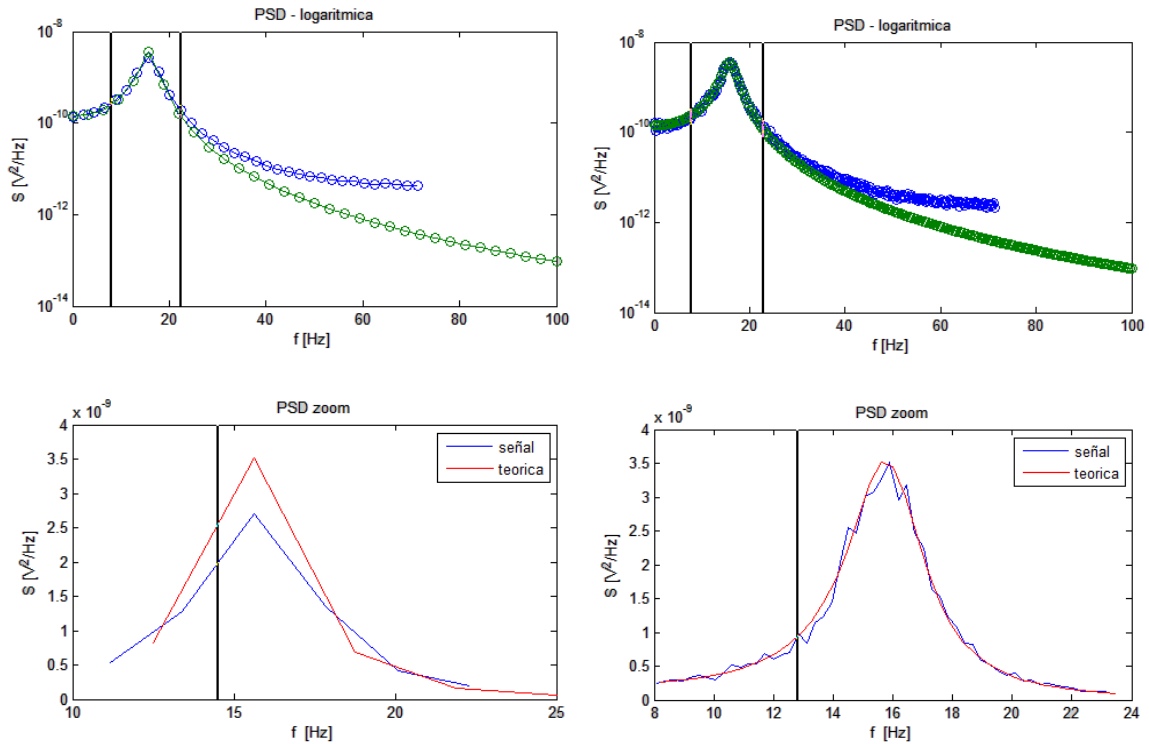 PSD - logaritmica
10^-8
10^-10
10^-12
10^-14
S [V²/Hz]
0 20 40 60 80 100
f [Hz]
PSD - logaritmica
10^-8
10^-10
10^-12
10^-14
S [V²/Hz]
0 20 40 60 80 100
f [Hz]
x 10^-9
PSD zoom
4
3.5
3
2.5
2
1.5
1
0.5
0
S [V²/Hz]
señal
teorica
10 15 20 25
f [Hz]
x 10^-9
PSD zoom
4
3.5
3
2.5
2
1.5
1
0.5
0
S [V²/Hz]
señal
teorica
8 10 12 14 16 18 20 22 24
f [Hz]